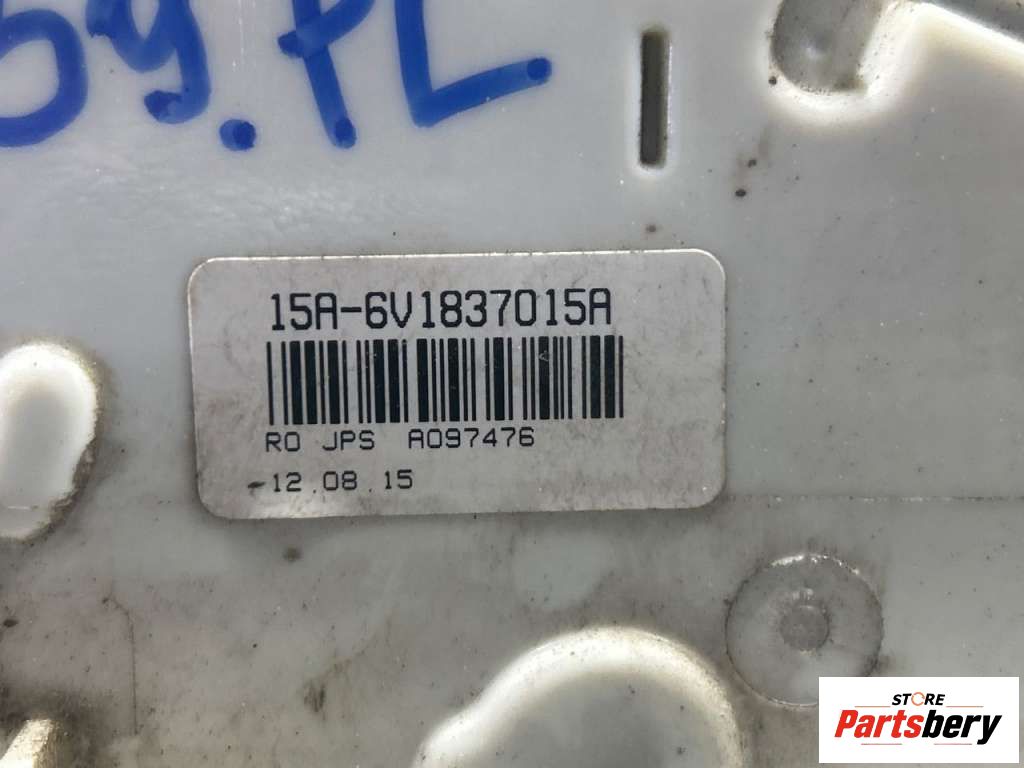 59.PL
15A-6V1837015A
RO JPS A097476
-12.08.15
STORE
Partsbery